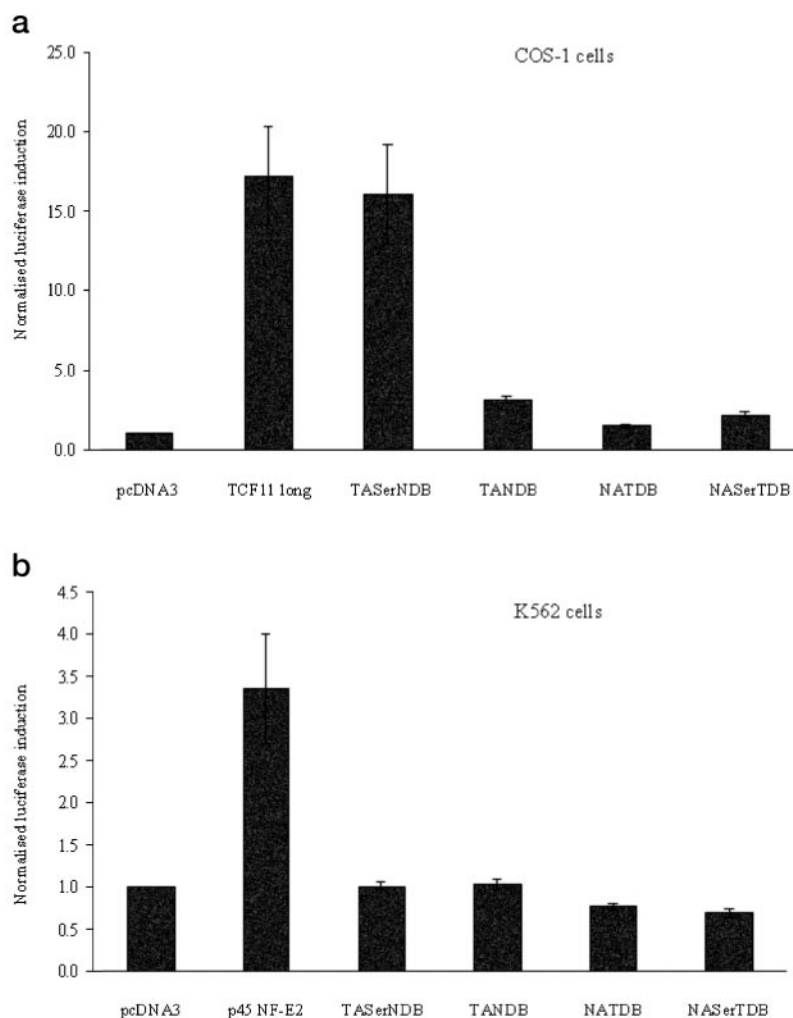 a
COS-1 cells
Normalised luciferase induction
25.0
20.0
15.0
10.0
5.0
0.0
pcDNA3 TCF11 long TASerNDB TANDB NATDB NASerTDB
b
K562 cells
Normalised luciferase induction
4.5
4.0
3.5
3.0
2.5
2.0
1.5
1.0
0.5
0.0
pcDNA3 p45 NF-E2 TASerNDB TANDB NATDB NASerTDB